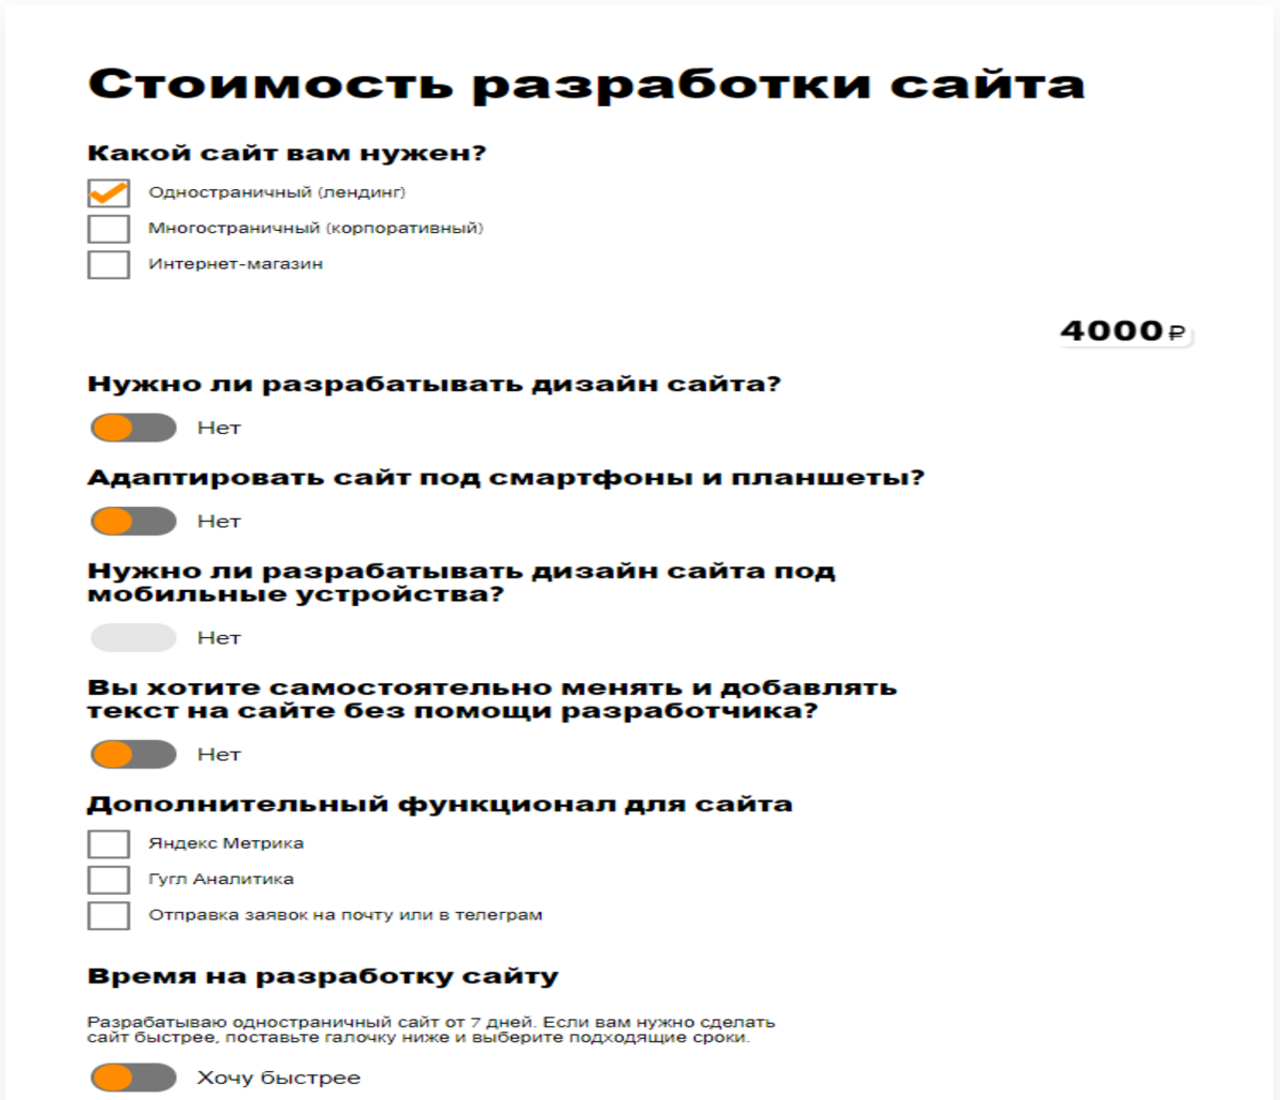 Стоимость разработки сайта
Какой сайт вам нужен?
Одностраничный (лендинг)
Многостраничный (корпоративный)
Интернет-магазин
4000₽
Нужно ли разрабатывать дизайн сайта?
Нет
Адаптировать сайт под смартфоны и планшеты?
Нет
Нужно ли разрабатывать дизайн сайта под
мобильные устройства?
Нет
Вы хотите самостоятельно менять и добавлять
текст на сайте без помощи разработчика?
Нет
Дополнительный функционал для сайта
Яндекс Метрика
Гугл Аналитика
Отправка заявок на почту или в телеграм
Время на разработку сайту
Разрабатываю одностраничный сайт от 7 дней. Если вам нужно сделать
сайт быстрее, поставьте галочку ниже и выберите подходящие сроки.
Хочу быстрее